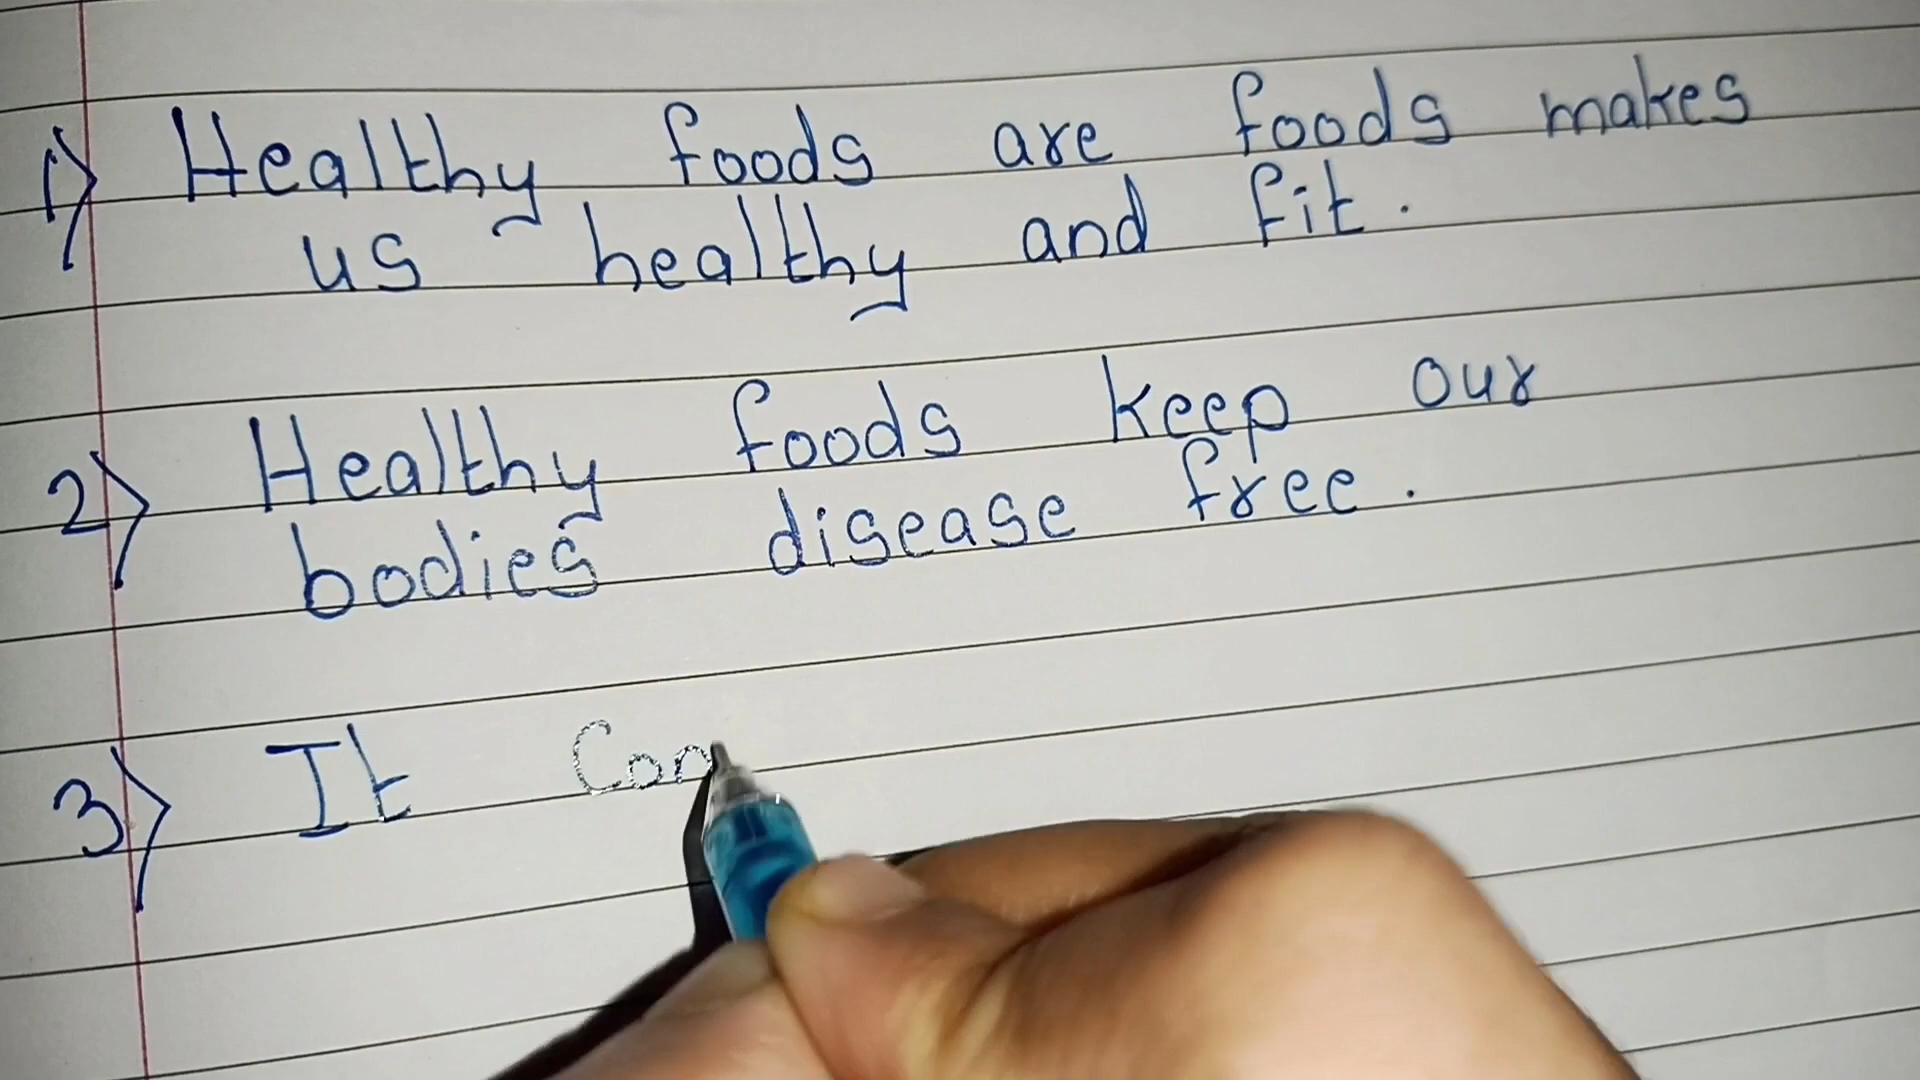 1) Healthy foods are foods makes
us healthy and fit.
2) Healthy foods keep our
bodies disease free.
3) It Con